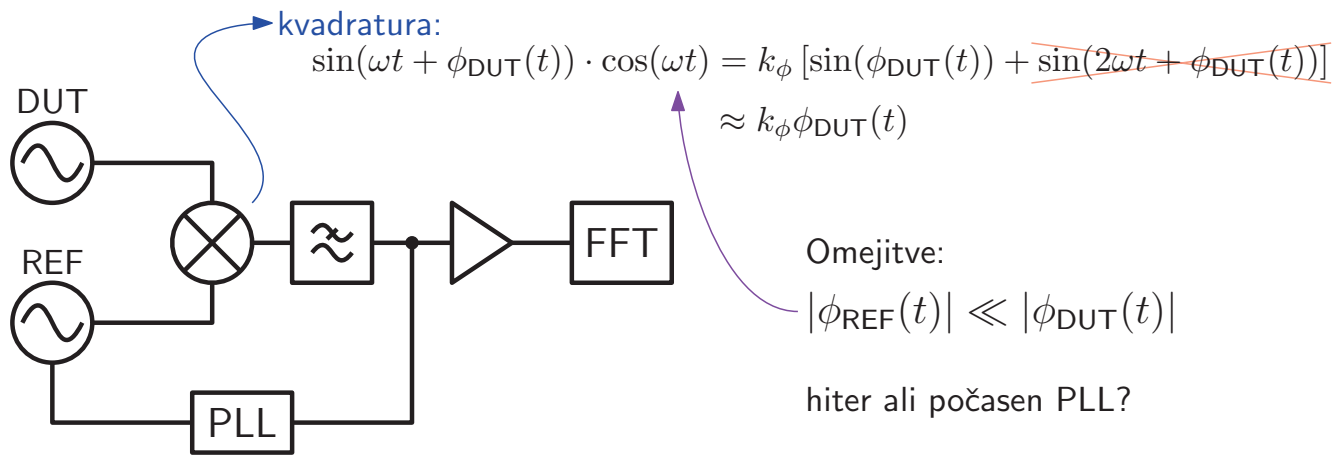 kvadratura:
sin(ωt + ϕ_DUT(t)) · cos(ωt) = k_ϕ [sin(ϕ_DUT(t)) + sin(2ωt + ϕ_DUT(t))]
≈ k_ϕ ϕ_DUT(t)
DUT
REF
FFT
PLL
Omejitve:
|ϕ_REF(t)| ≪ |ϕ_DUT(t)|
hiter ali počasen PLL?